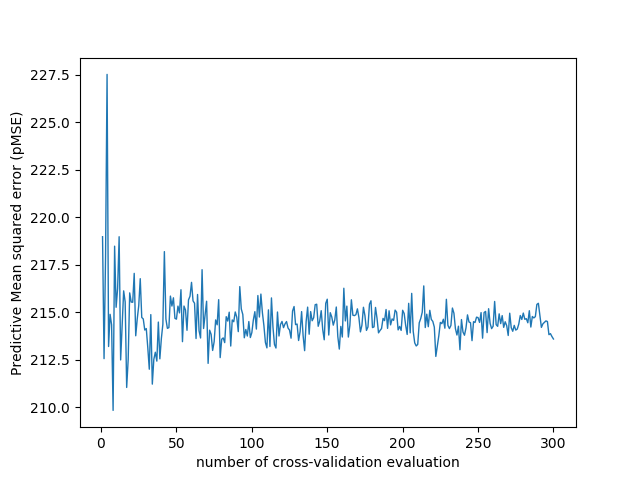 227.5
225.0
222.5
220.0
217.5
215.0
212.5
210.0
Predictive Mean squared error (pMSE)
0 50 100 150 200 250 300
number of cross-validation evaluation